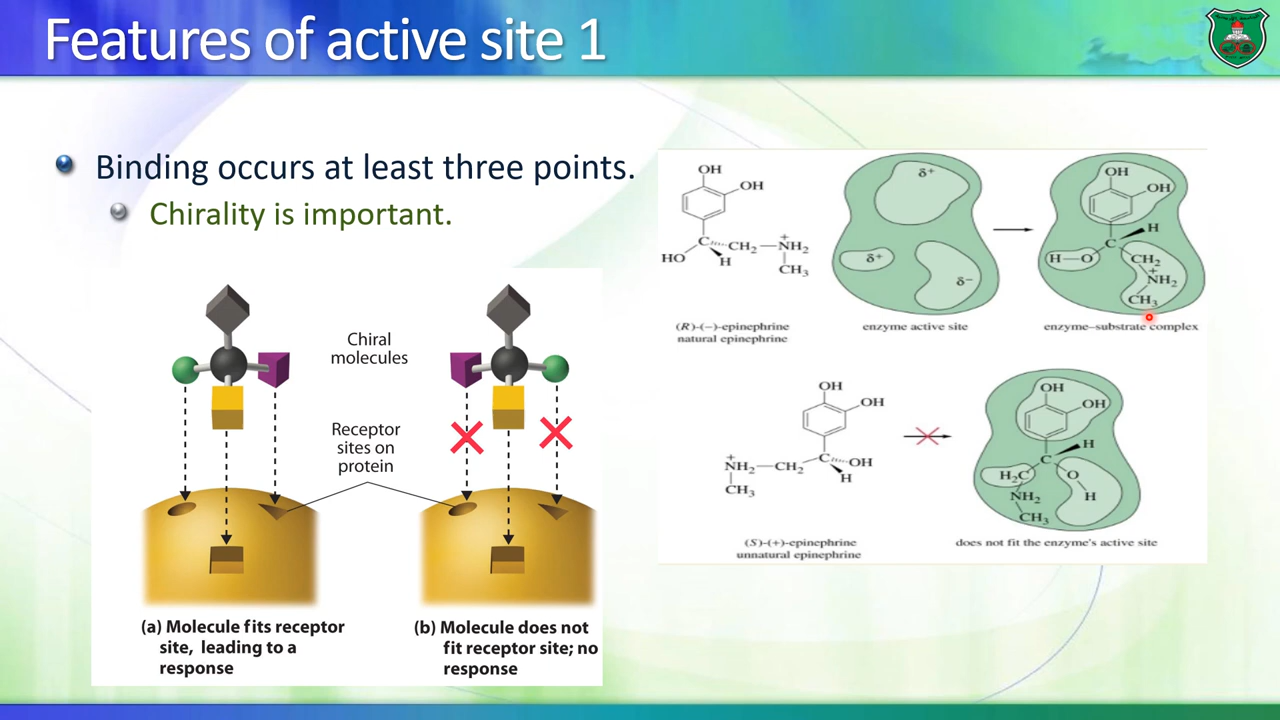 Features of active site 1
Binding occurs at least three points.
Chirality is important.
Chiral
molecules
Receptor
sites on
protein
(a) Molecule fits receptor
site, leading to a
response
(b) Molecule does not
fit receptor site; no
response
OH
OH
C
CH₂
+
NH₂
HO
H
CH₃
(R)-(−)-epinephrine
natural epinephrine
δ+
δ+
δ−
enzyme active site
OH
OH
H
C
H—O
CH₂
+
NH₂
CH₃
enzyme–substrate complex
OH
OH
+
NH₂—CH₂
C
OH
H
CH₃
(S)-(+)-epinephrine
unnatural epinephrine
OH
OH
H
C
H₂C
O
NH₂
H
CH₃
does not fit the enzyme's active site